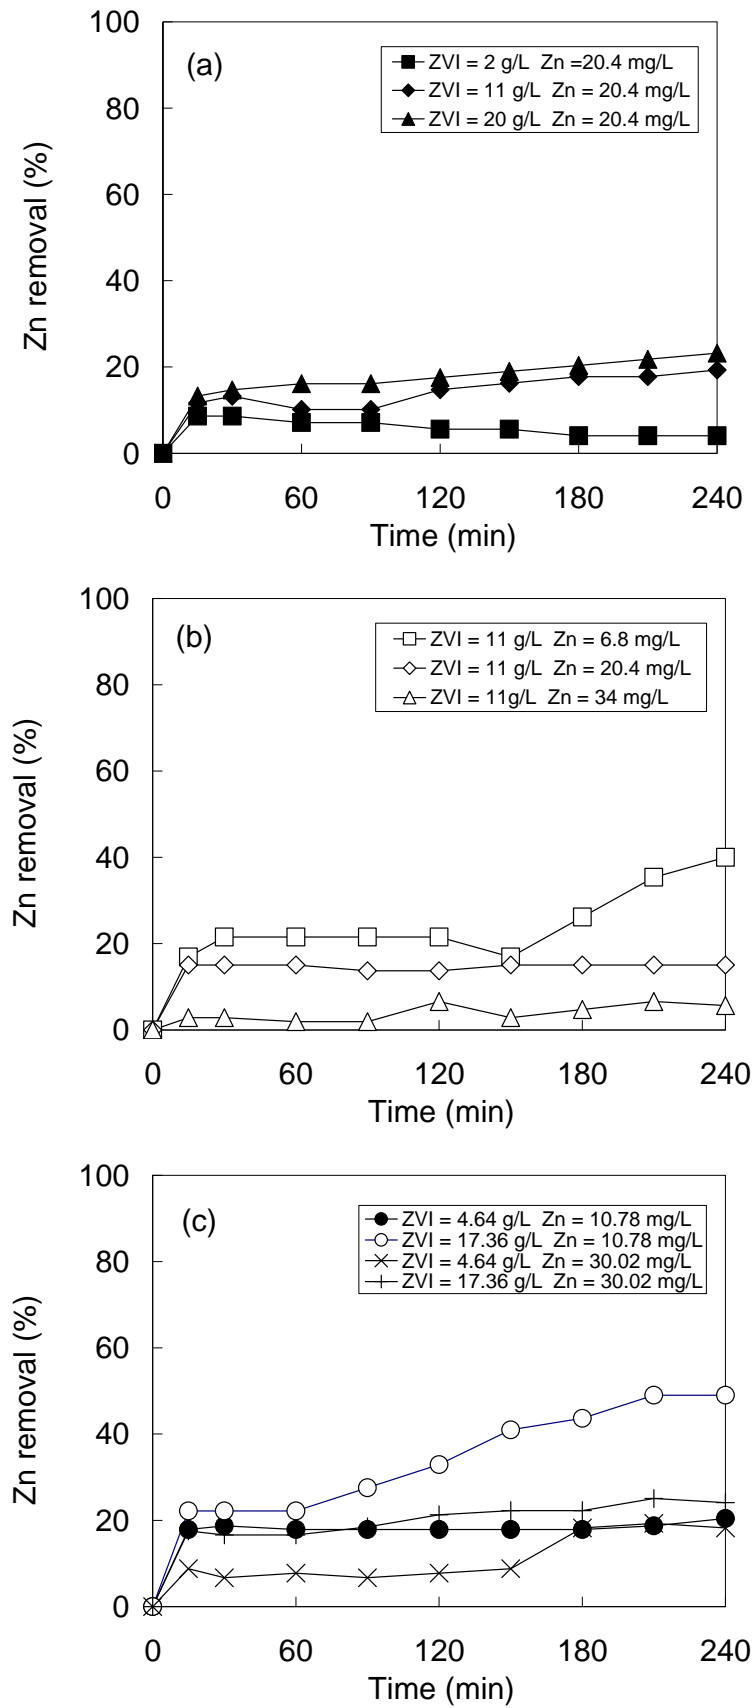 100
(a)
ZVI = 2 g/L Zn =20.4 mg/L
ZVI = 11 g/L Zn = 20.4 mg/L
ZVI = 20 g/L Zn = 20.4 mg/L
80
60
40
20
0
Zn removal (%)
0 60 120 180 240
Time (min)
100
(b)
ZVI = 11 g/L Zn = 6.8 mg/L
ZVI = 11 g/L Zn = 20.4 mg/L
ZVI = 11g/L Zn = 34 mg/L
80
60
40
20
0
Zn removal (%)
0 60 120 180 240
Time (min)
100
(c)
ZVI = 4.64 g/L Zn = 10.78 mg/L
ZVI = 17.36 g/L Zn = 10.78 mg/L
ZVI = 4.64 g/L Zn = 30.02 mg/L
ZVI = 17.36 g/L Zn = 30.02 mg/L
80
60
40
20
0
Zn removal (%)
0 60 120 180 240
Time (min)